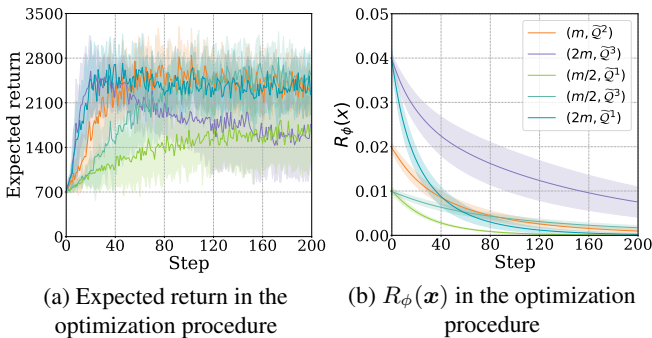 3500
2800
2100
1400
700
0
Expected return
0 40 80 120 160 200
Step
(a) Expected return in the
optimization procedure
0.05
0.04
0.03
0.02
0.01
0.00
R_ϕ(x)
(m, Q̃²)
(2m, Q̃³)
(m/2, Q̃¹)
(m/2, Q̃³)
(2m, Q̃¹)
0 40 80 120 160 200
Step
(b) R_ϕ(x) in the optimization
procedure